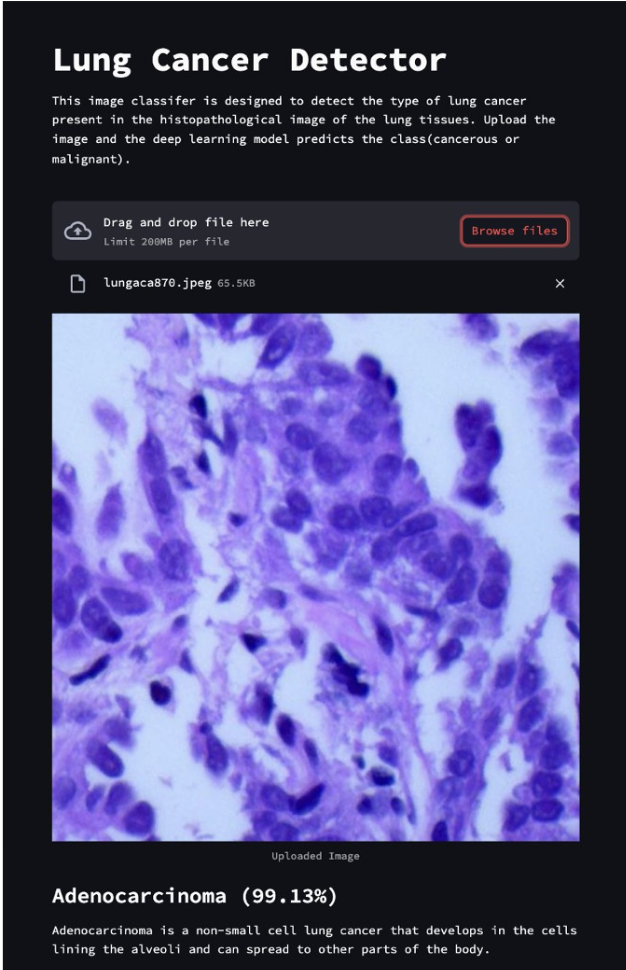 Lung Cancer Detector
This image classifer is designed to detect the type of lung cancer
present in the histopathological image of the lung tissues. Upload the
image and the deep learning model predicts the class(cancerous or
malignant).
Drag and drop file here
Limit 200MB per file
Browse files
lungaca870.jpeg 65.5KB
Uploaded Image
Adenocarcinoma (99.13%)
Adenocarcinoma is a non-small cell lung cancer that develops in the cells
lining the alveoli and can spread to other parts of the body.